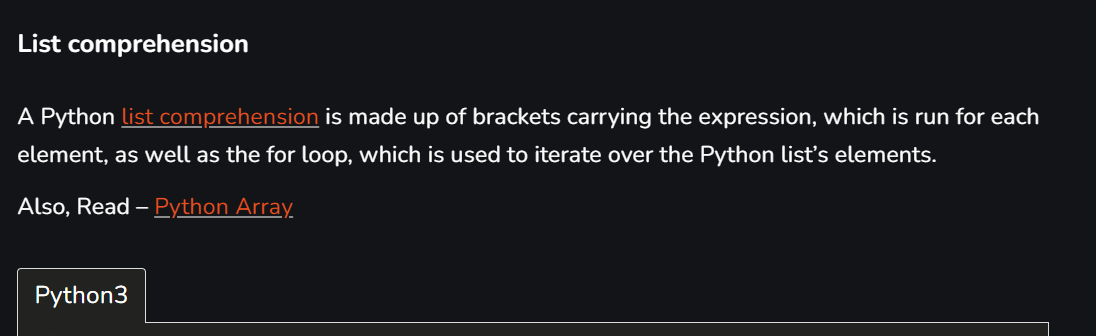 List comprehension
A Python list comprehension is made up of brackets carrying the expression, which is run for each
element, as well as the for loop, which is used to iterate over the Python list’s elements.
Also, Read – Python Array
Python3